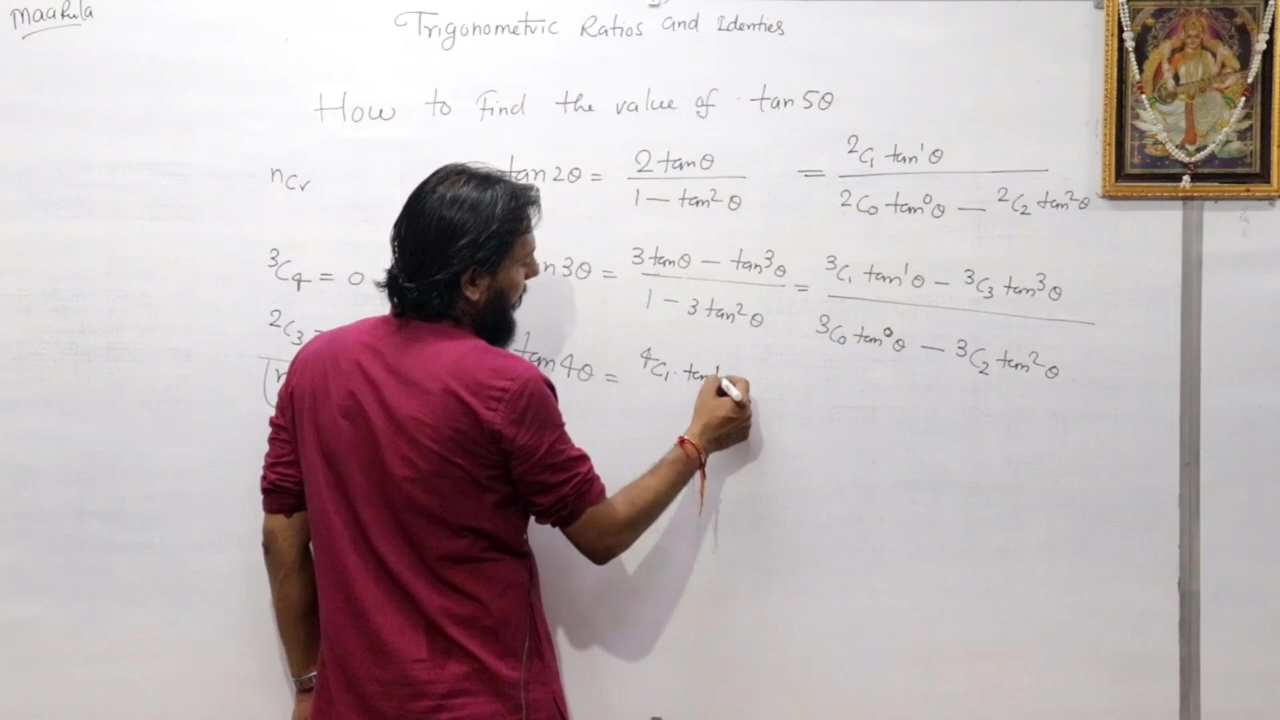 Maakula
Trigonometric Ratios and Identies
How to Find the value of tan 5θ
nCr
tan 2θ = 2 tanθ / 1 − tan²θ = ²C₁ tan¹θ / 2C₀ tan⁰θ − ²C₂ tan²θ
³C₄ = 0
n3θ = 3 tanθ − tan³θ / 1 − 3 tan²θ = ³C₁ tan¹θ − ³C₃ tan³θ / ³C₀ tan⁰θ − ³C₂ tan²θ
²C₃
tan 4θ = ⁴C₁ · tan